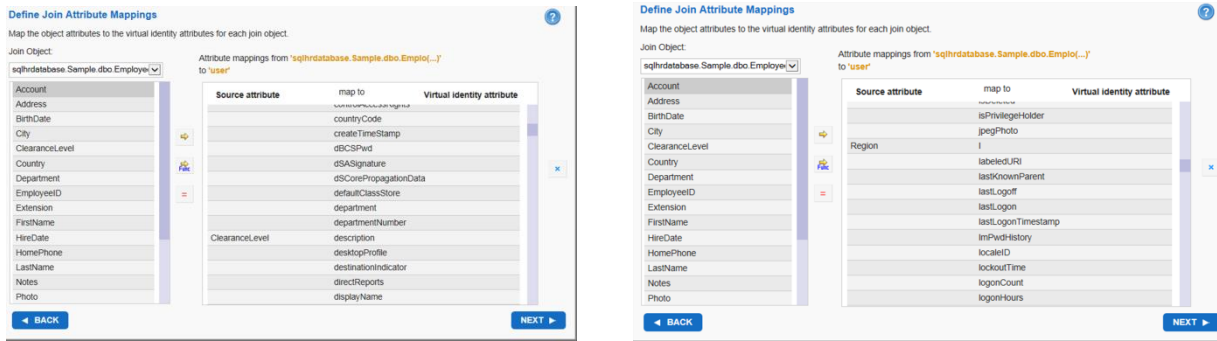 Define Join Attribute Mappings
?
Map the object attributes to the virtual identity attributes for each join object.
Join Object:
sqlhrdatabase.Sample.dbo.Employe
Attribute mappings from 'sqlhrdatabase.Sample.dbo.Emplo(...)'
to 'user'
Account
Address
BirthDate
City
ClearanceLevel
Country
Department
EmployeeID
Extension
FirstName
HireDate
HomePhone
LastName
Notes
Photo
Func
=
Source attribute map to Virtual identity attribute
controlAccessRights
countryCode
createTimeStamp
dBCSPwd
dSASignature
dSCorePropagationData
defaultClassStore
department
departmentNumber
ClearanceLevel description
desktopProfile
destinationIndicator
directReports
displayName
×
BACK
NEXT
Define Join Attribute Mappings
?
Map the object attributes to the virtual identity attributes for each join object.
Join Object:
sqlhrdatabase.Sample.dbo.Employe
Attribute mappings from 'sqlhrdatabase.Sample.dbo.Emplo(...)'
to 'user'
Account
Address
BirthDate
City
ClearanceLevel
Country
Department
EmployeeID
Extension
FirstName
HireDate
HomePhone
LastName
Notes
Photo
Func
=
Source attribute map to Virtual identity attribute
isDeleted
isPrivilegeHolder
jpegPhoto
Region l
labeledURI
lastKnownParent
lastLogoff
lastLogon
lastLogonTimestamp
lmPwdHistory
localeID
lockoutTime
logonCount
logonHours
×
BACK
NEXT